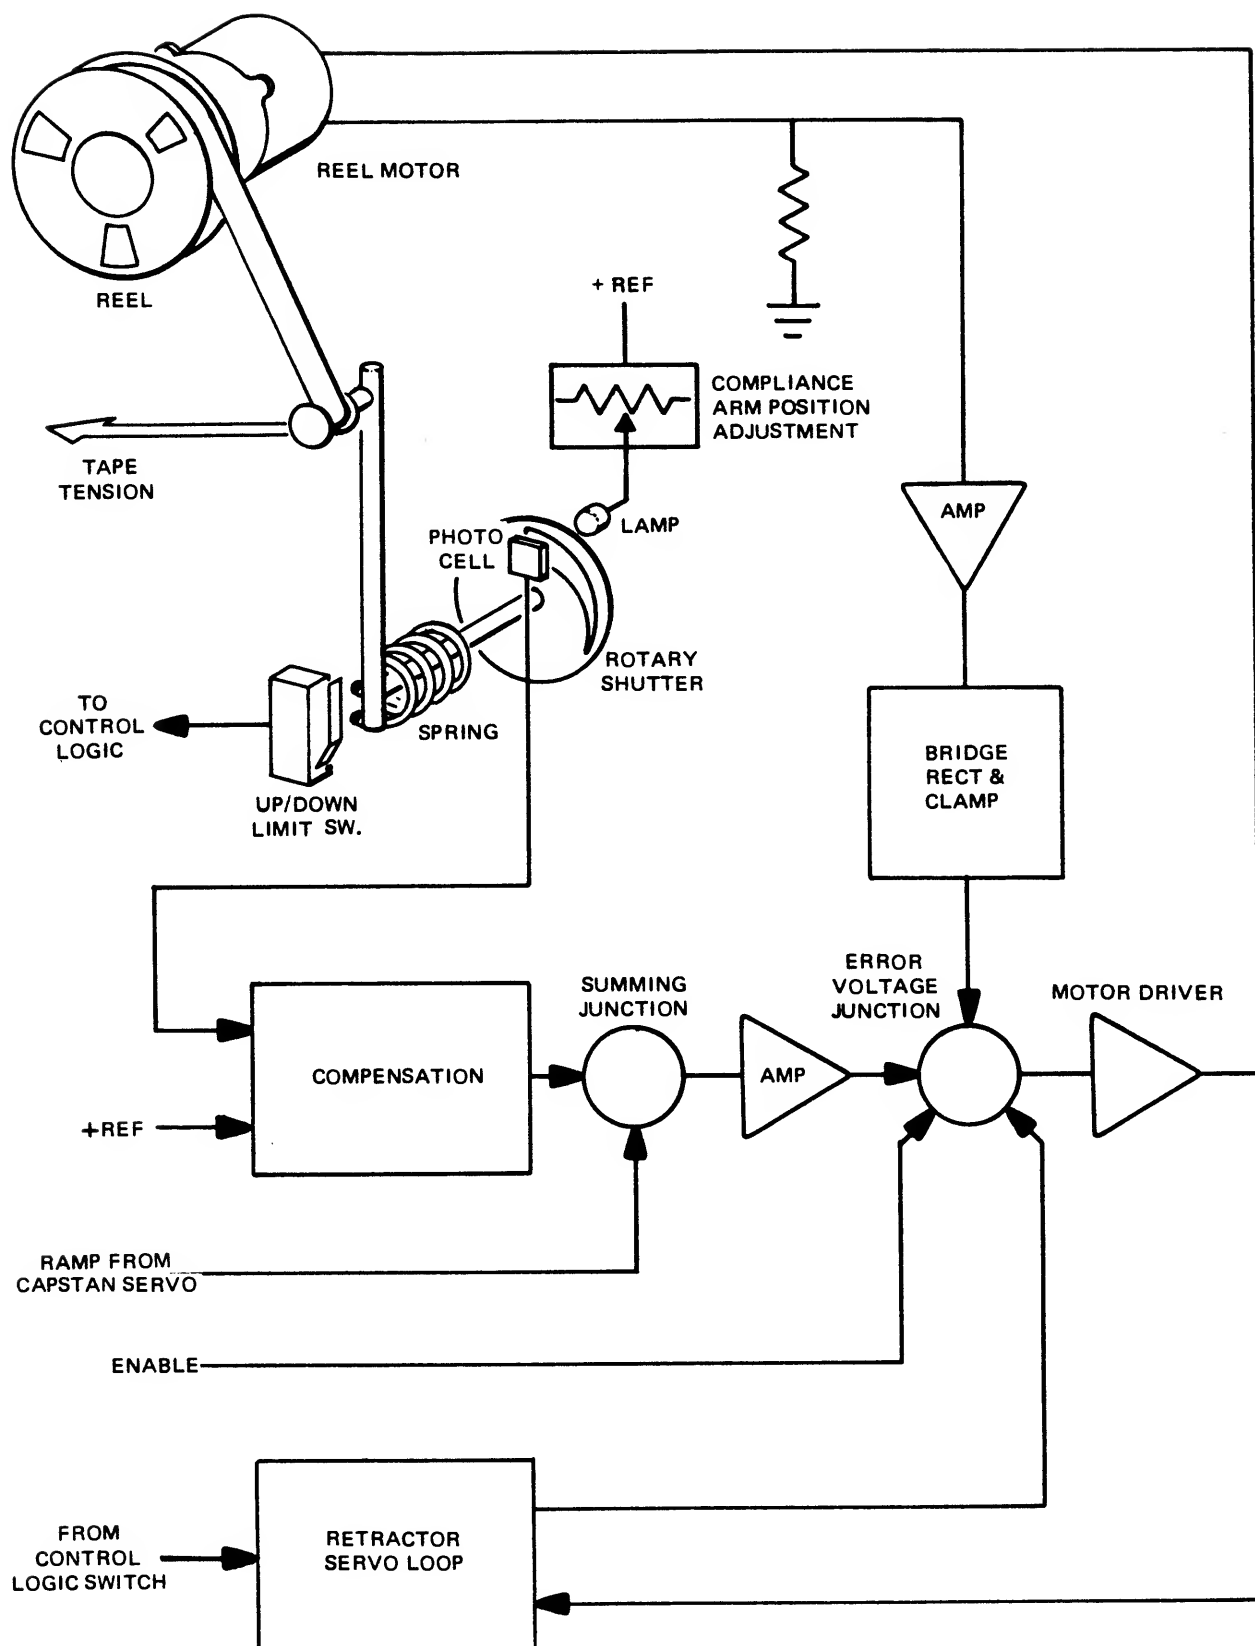 REEL MOTOR
REEL
+ REF
COMPLIANCE
ARM POSITION
ADJUSTMENT
TAPE
TENSION
AMP
LAMP
PHOTO
CELL
ROTARY
SHUTTER
TO
CONTROL
LOGIC
SPRING
BRIDGE
RECT &
CLAMP
UP/DOWN
LIMIT SW.
ERROR
VOLTAGE
JUNCTION
SUMMING
JUNCTION
MOTOR DRIVER
COMPENSATION
AMP
+REF
RAMP FROM
CAPSTAN SERVO
ENABLE
FROM
CONTROL
LOGIC SWITCH
RETRACTOR
SERVO LOOP